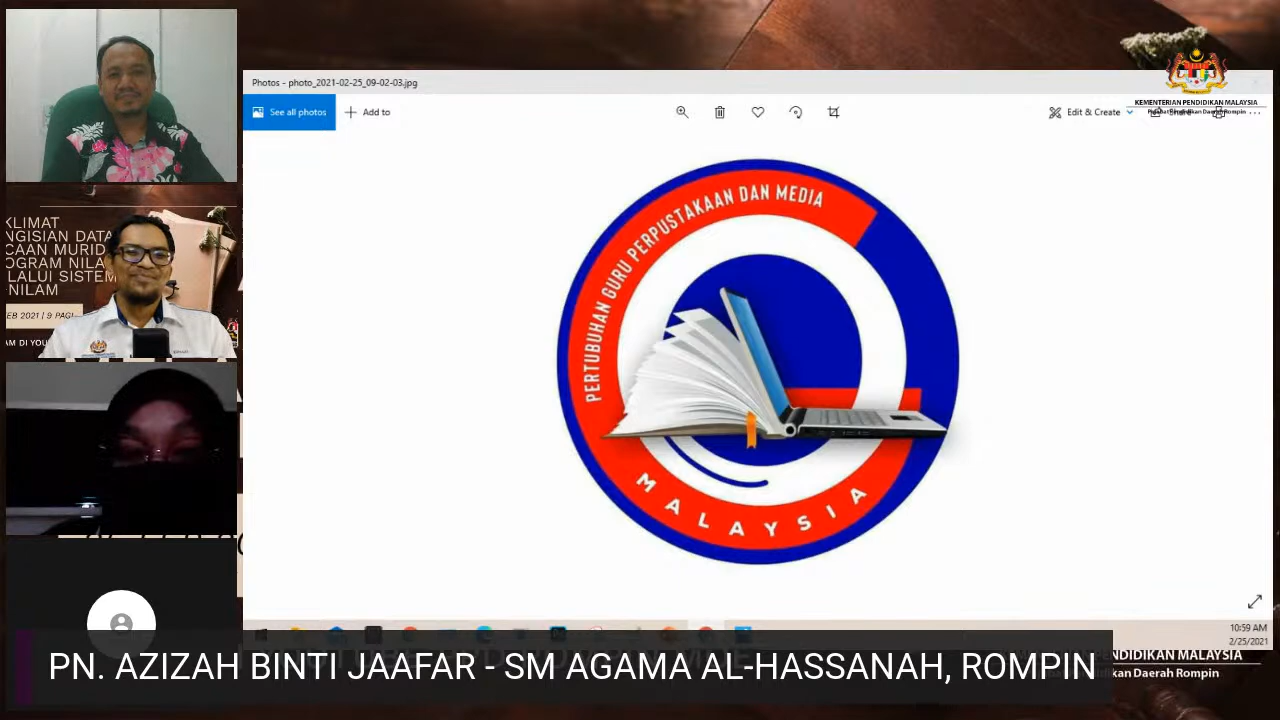 Photos - photo_2021-02-25_09-02-03.jpg
See all photos
Add to
Edit & Create
KEMENTERIAN PENDIDIKAN MALAYSIA
PERTUBUHAN GURU PERPUSTAKAAN DAN MEDIA
MALAYSIA
KLIMAT
NGISIAN DATA
CAAN MURID
OGRAM NILA
LALUI SISTEM
NILAM
EB 2021 | 9 PAGI
AM DI YOU
10:59 AM
2/25/2021
PN. AZIZAH BINTI JAAFAR - SM AGAMA AL-HASSANAH, ROMPIN
NDIDIKAN MALAYSIA
kan Daerah Rompin